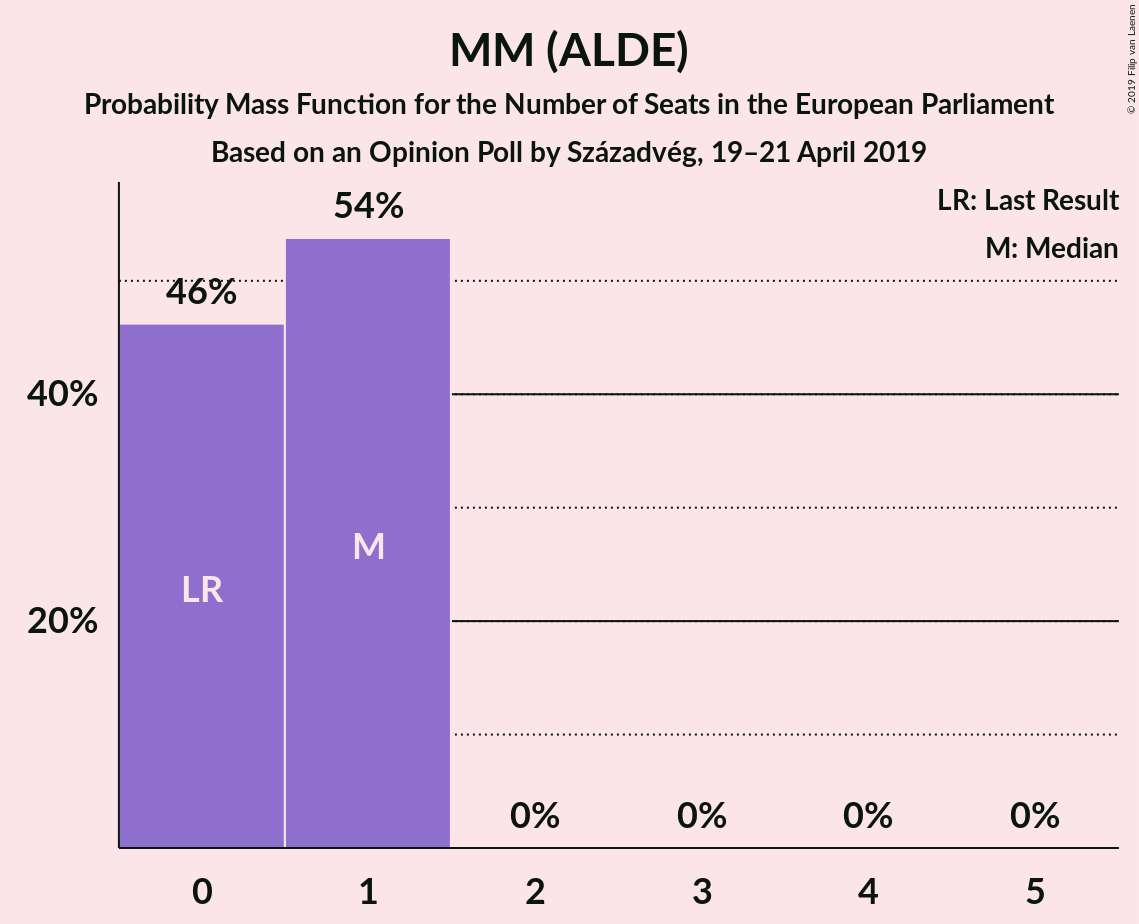 MM (ALDE)
Probability Mass Function for the Number of Seats in the European Parliament
Based on an Opinion Poll by Századvég, 19–21 April 2019
© 2019 Filip van Laenen
LR: Last Result
M: Median
54%
46%
40%
20%
LR
M
0%
0%
0%
0%
0
1
2
3
4
5